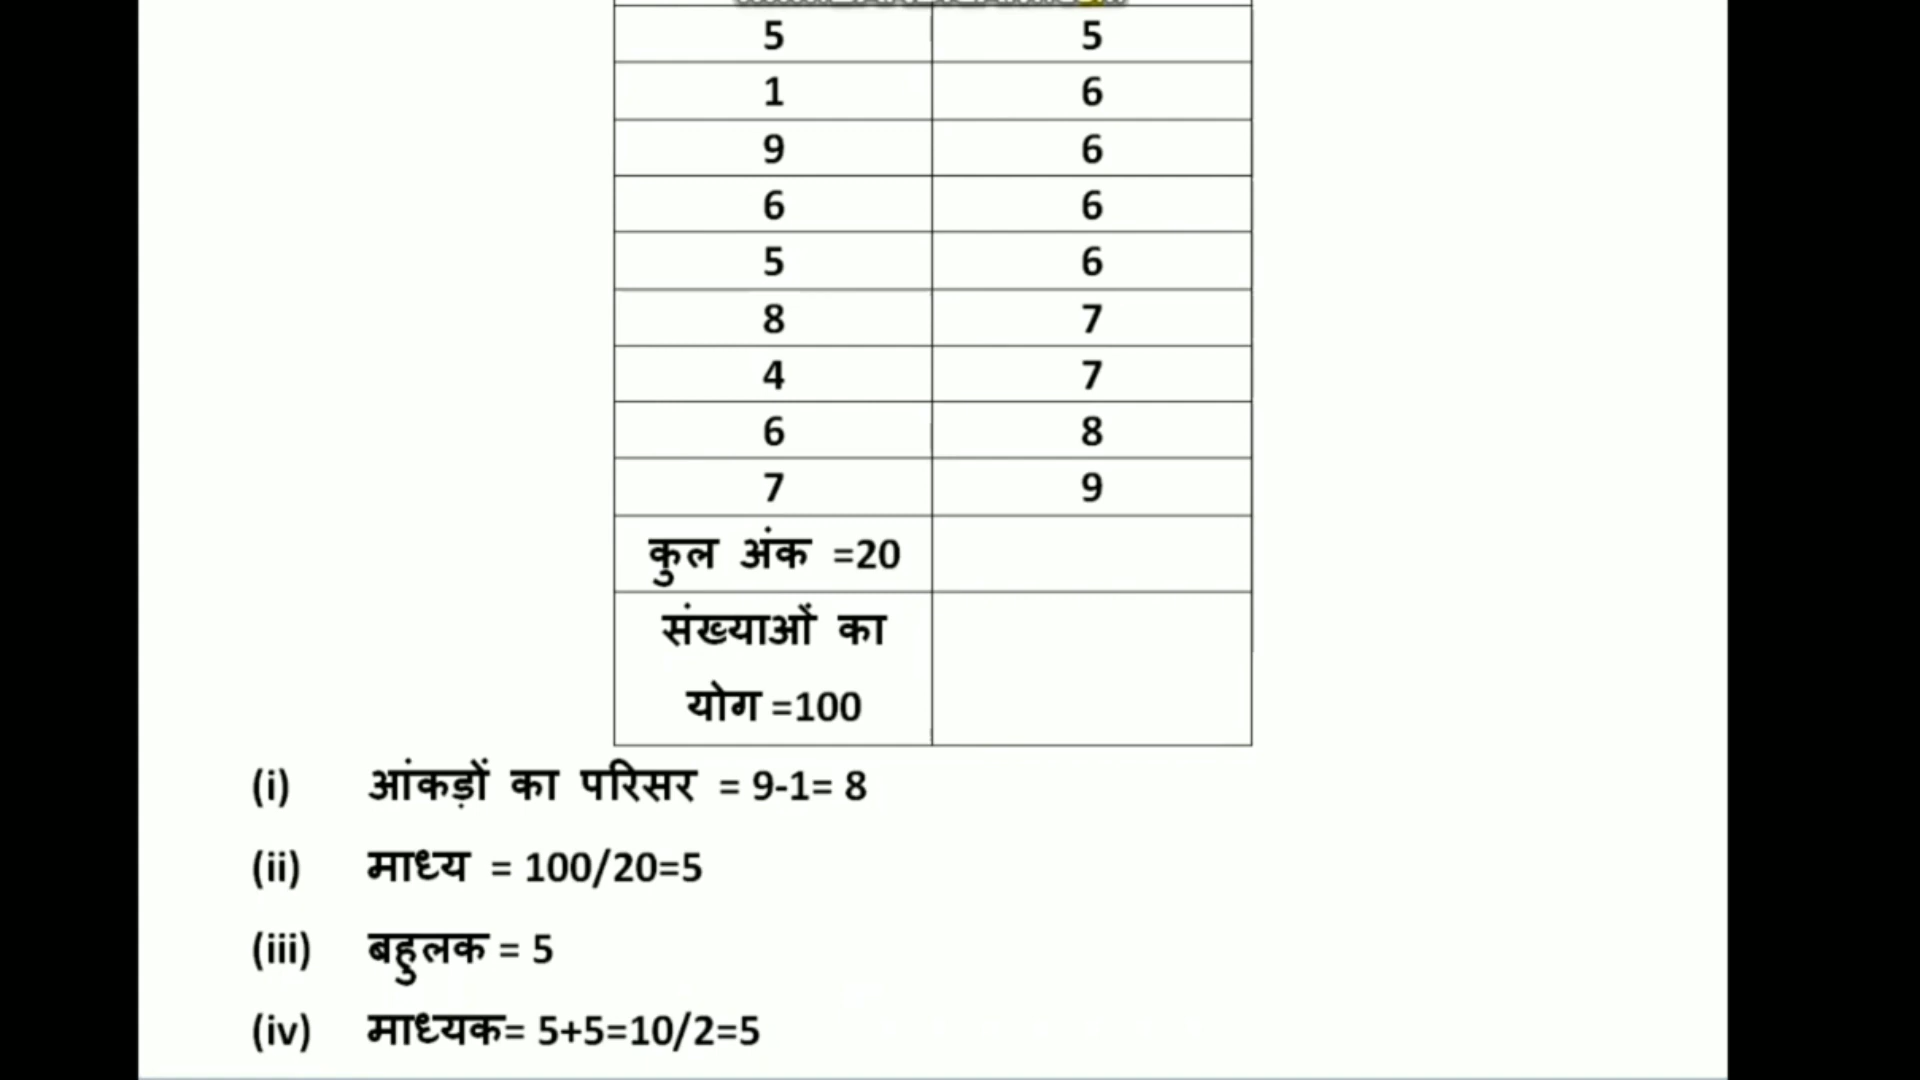 5 5
1 6
9 6
6 6
5 6
8 7
4 7
6 8
7 9
कुल अंक =20
संख्याओं का
योग =100
(i) आंकड़ों का परिसर = 9-1= 8
(ii) माध्य = 100/20=5
(iii) बहुलक = 5
(iv) माध्यक= 5+5=10/2=5